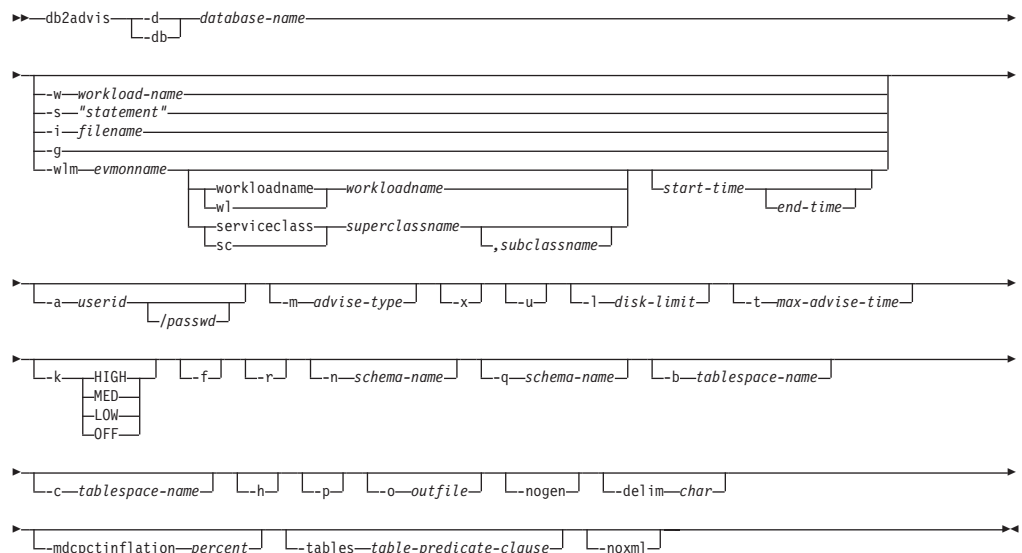 db2advis -d database-name
-db
-w workload-name
-s "statement"
-i filename
-g
-wlm evmonname
workloadname workloadname start-time
wl end-time
serviceclass superclassname
sc ,subclassname
-a userid -m advise-type -x -u -l disk-limit -t max-advise-time
/passwd
-k HIGH -f -r -n schema-name -q schema-name -b tablespace-name
MED
LOW
OFF
-c tablespace-name -h -p -o outfile -nogen -delim char
-mdcpctinflation percent -tables table-predicate-clause -noxml